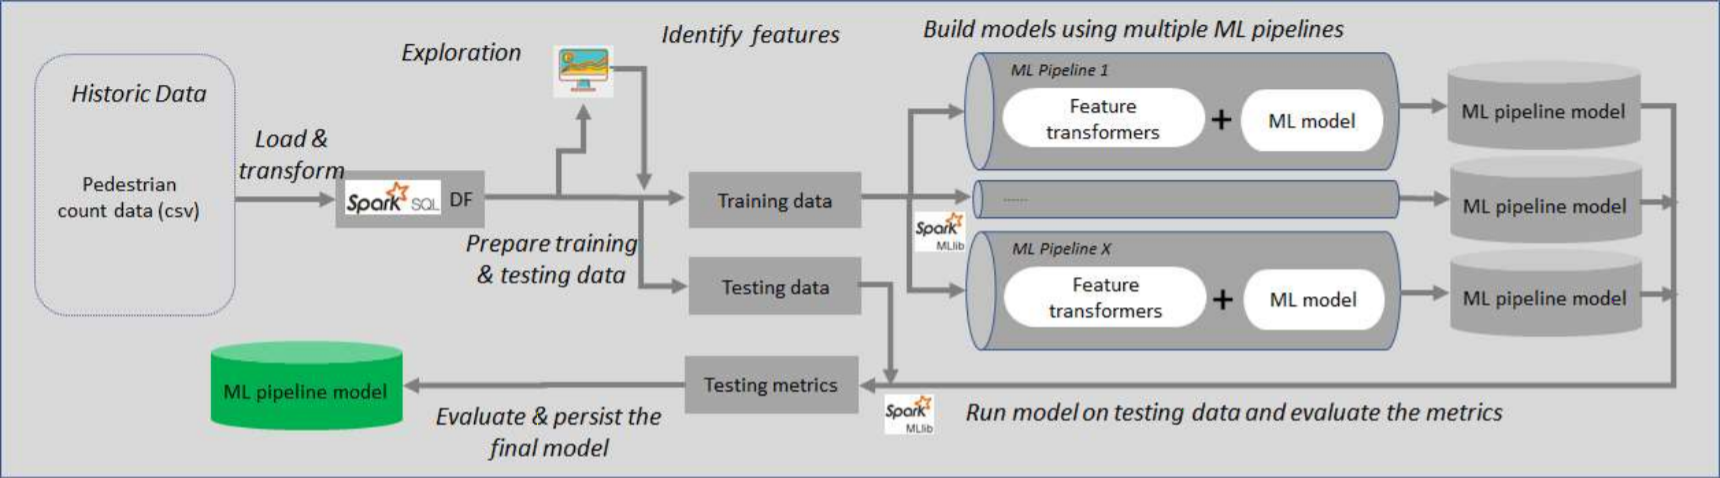 Historic Data
Pedestrian
count data (csv)
Load &
transform
Spark SQL DF
Exploration
Identify features
Prepare training
& testing data
Training data
Testing data
Spark
MLlib
Build models using multiple ML pipelines
ML Pipeline 1
Feature
transformers
+
ML model
......
ML Pipeline X
Feature
transformers
+
ML model
ML pipeline model
ML pipeline model
ML pipeline model
Run model on testing data and evaluate the metrics
Spark
MLlib
Testing metrics
Evaluate & persist the
final model
ML pipeline model